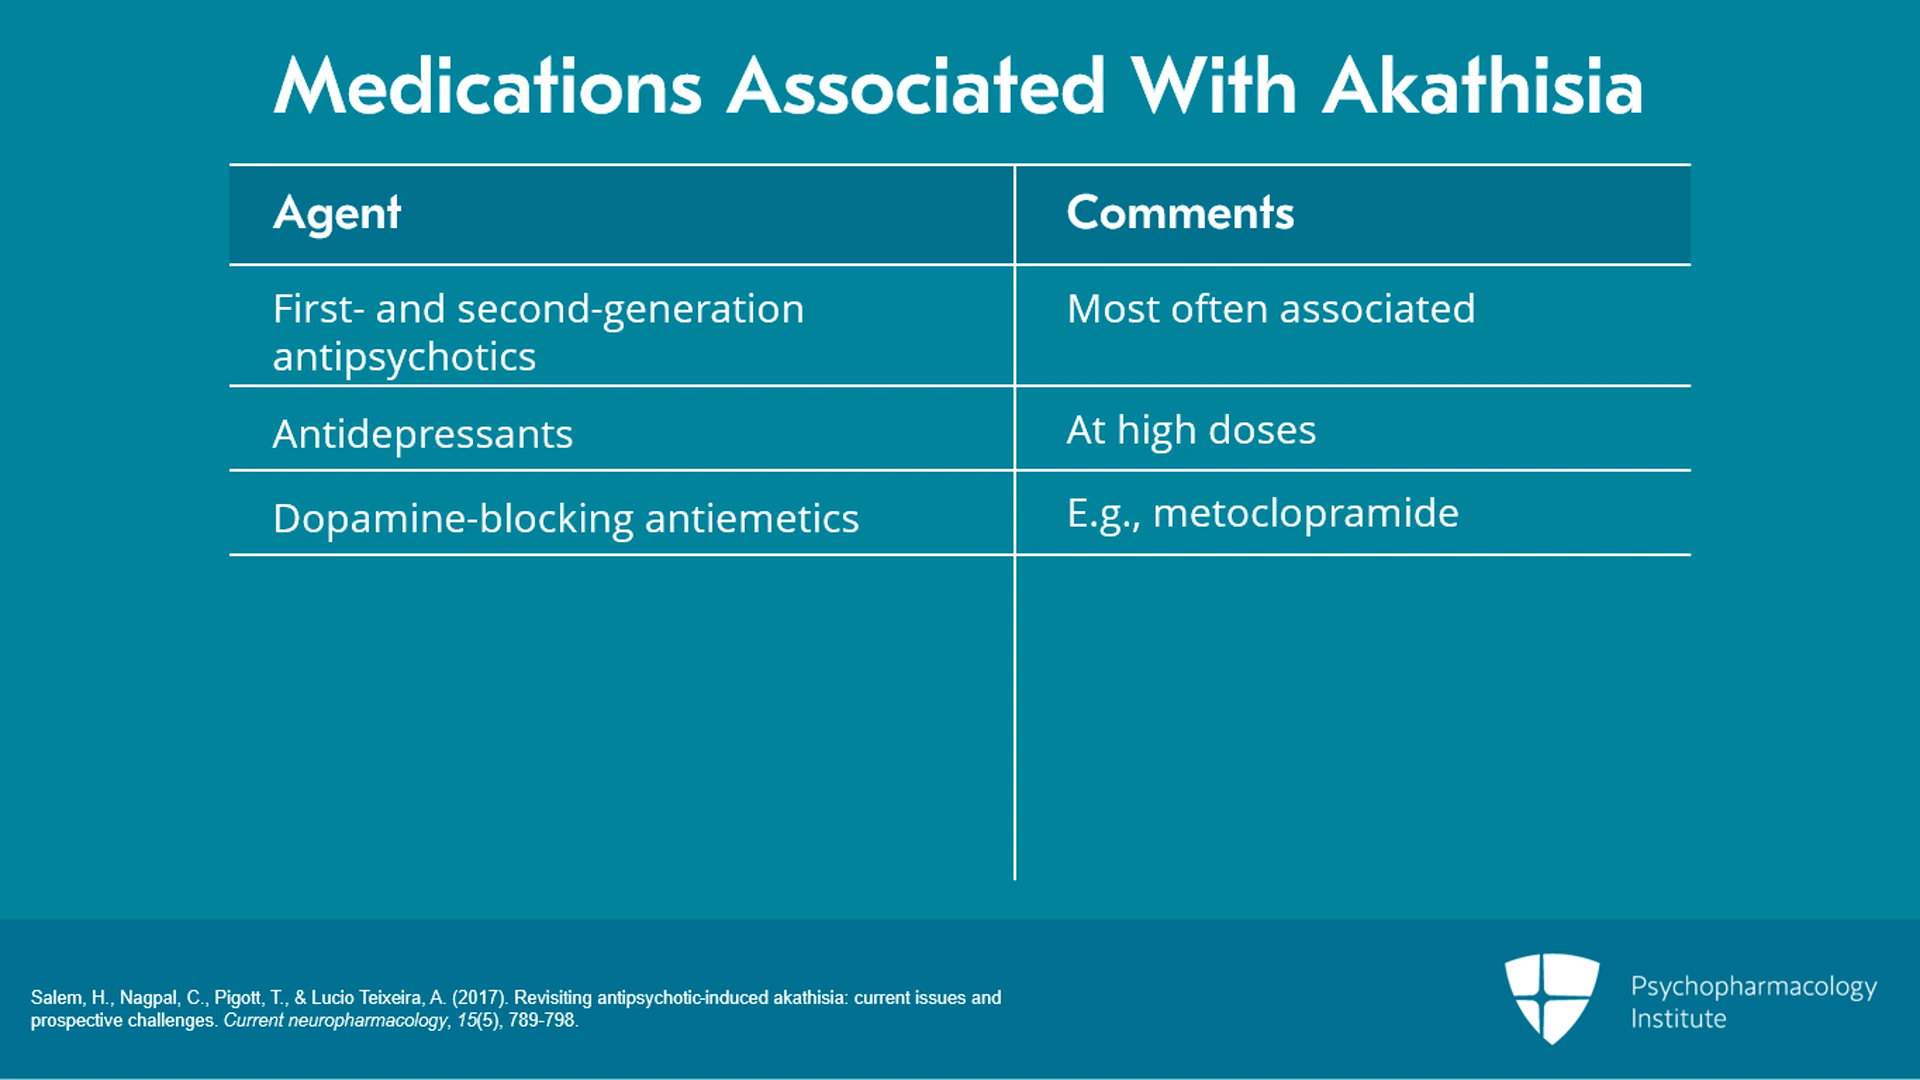 Medications Associated With Akathisia
Agent
Comments
First- and second-generation
antipsychotics
Most often associated
Antidepressants
At high doses
Dopamine-blocking antiemetics
E.g., metoclopramide
Salem, H., Nagpal, C., Pigott, T., & Lucio Teixeira, A. (2017). Revisiting antipsychotic-induced akathisia: current issues and
prospective challenges. Current neuropharmacology, 15(5), 789-798.
Psychopharmacology
Institute